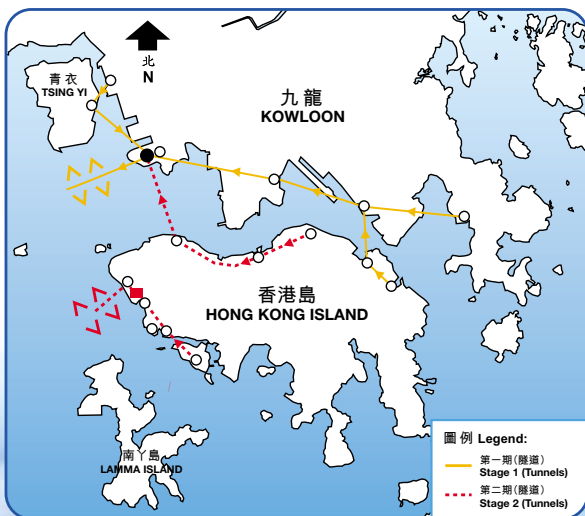 北
N
青衣
TSING YI
九龍
KOWLOON
香港島
HONG KONG ISLAND
南丫島
LAMMA ISLAND
圖例 Legend:
第一期(隧道)
Stage 1 (Tunnels)
第二期(隧道)
Stage 2 (Tunnels)